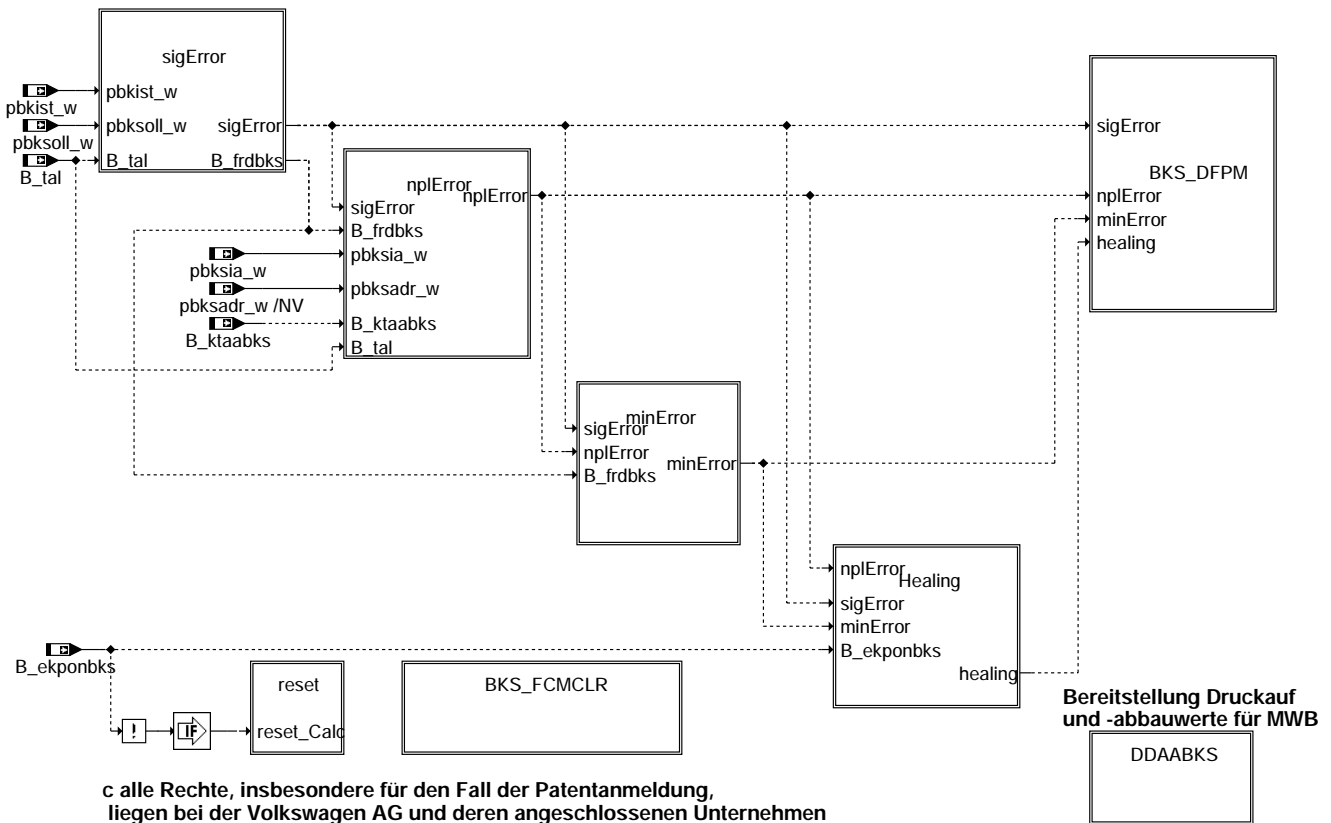 sigError
pbkist_w
pbksoll_w
B_tal
sigError
B_frdbks
pbkist_w
pbksoll_w
B_tal
nplError
nplError
sigError
B_frdbks
pbksia_w
pbksadr_w
B_ktaabks
B_tal
pbksia_w
pbksadr_w /NV
B_ktaabks
sigError
BKS_DFPM
nplError
minError
healing
minError
sigError
nplError
B_frdbks
minError
nplError
Healing
sigError
minError
B_ekponbks
healing
B_ekponbks
!
IF
reset
reset_Calc
BKS_FCMCLR
Bereitstellung Druckauf
und -abbauwerte für MWB
DDAABKS
c alle Rechte, insbesondere für den Fall der Patentanmeldung,
liegen bei der Volkswagen AG und deren angeschlossenen Unternehmen